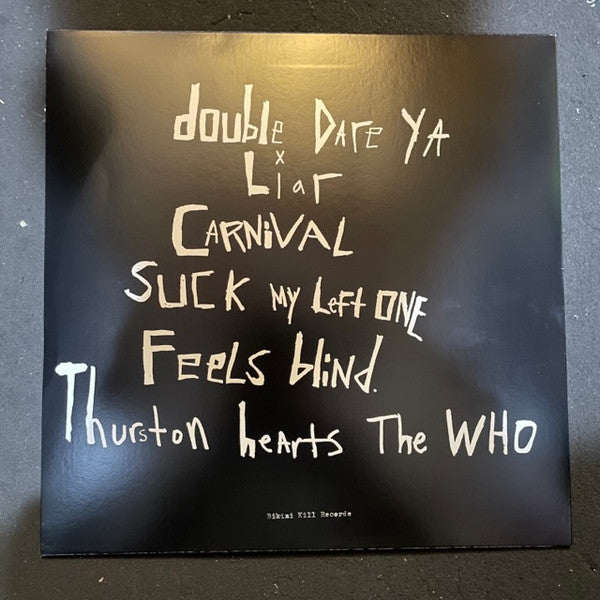 double Dare YA
x
Liar
CARNiVAL
SUCK MY Left ONE
Feels blind.
Thurston hearts The WHO
Bikini Kill Records